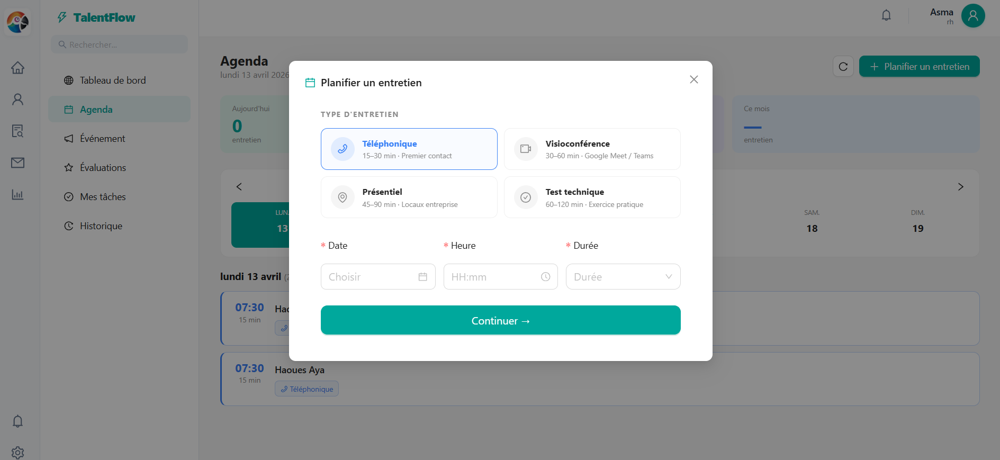 TalentFlow
Rechercher...
Tableau de bord
Agenda
Événement
Évaluations
Mes tâches
Historique
Asma
rh
Agenda
lundi 13 avril 2026
Planifier un entretien
Aujourd'hui
0
entretien
Ce mois
entretien
LUN.
13
SAM.
18
DIM.
19
lundi 13 avril (2
07:30
15 min
07:30
15 min
Haoues Aya
Téléphonique
Planifier un entretien
TYPE D'ENTRETIEN
Téléphonique
15–30 min · Premier contact
Visioconférence
30–60 min · Google Meet / Teams
Présentiel
45–90 min · Locaux entreprise
Test technique
60–120 min · Exercice pratique
* Date
* Heure
* Durée
Choisir
HH:mm
Durée
Continuer →